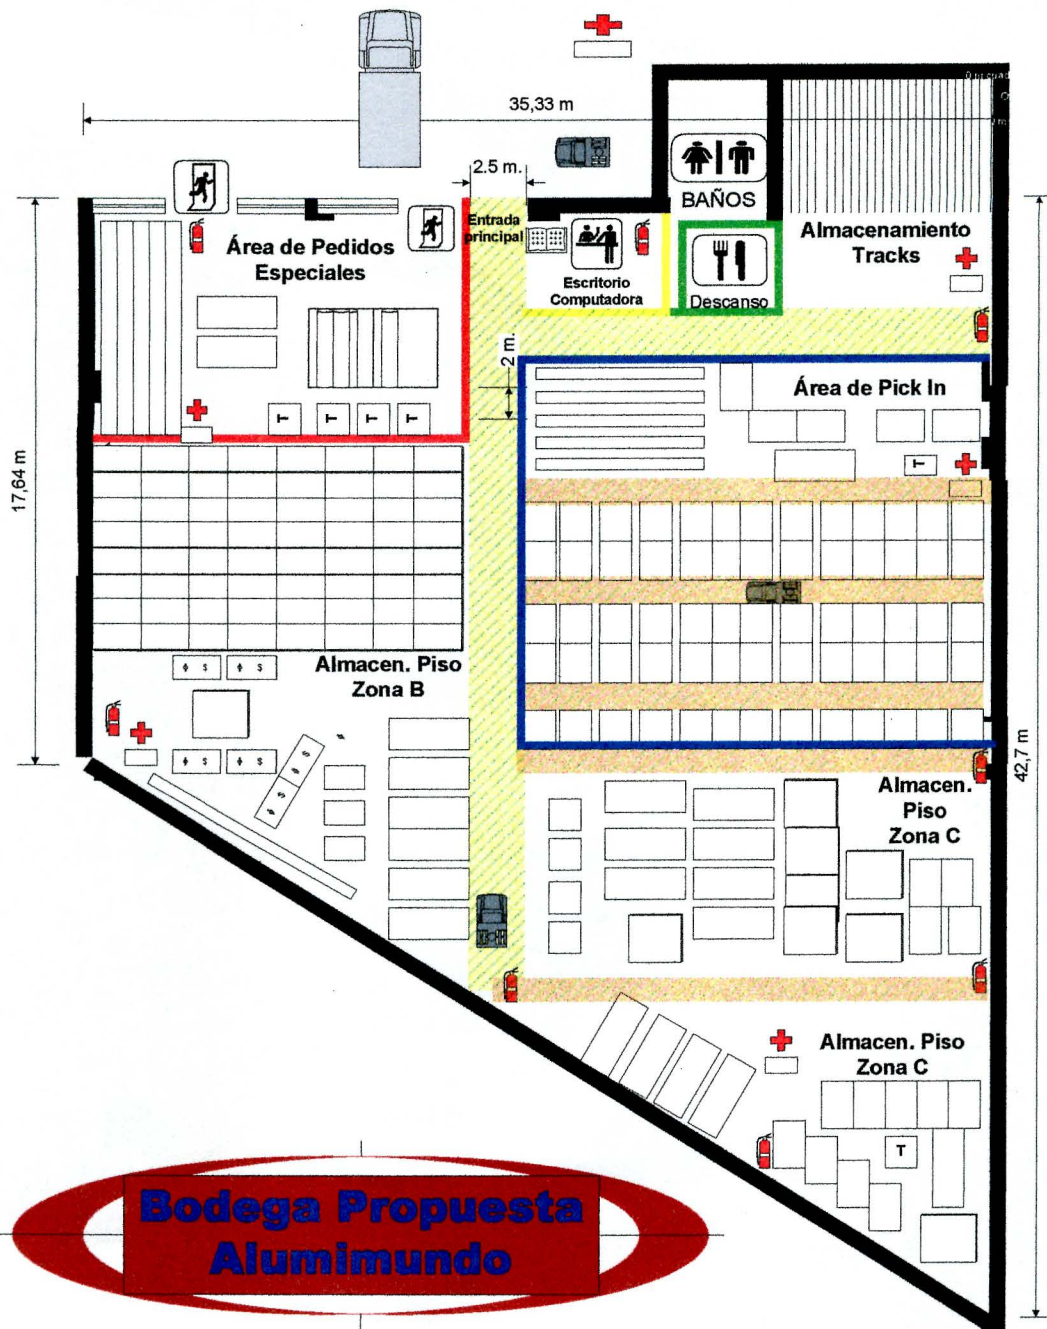 35,33 m
2.5 m.
BAÑOS
Entrada
principal
Área de Pedidos
Especiales
Escritorio
Computadora
Descanso
Almacenamiento
Tracks
2 m.
Área de Pick In
T
T
T
T
T
17,64 m
Almacen. Piso
Zona B
42,7 m
Almacen.
Piso
Zona C
Almacen. Piso
Zona C
T
Bodega Propuesta
Alumimundo